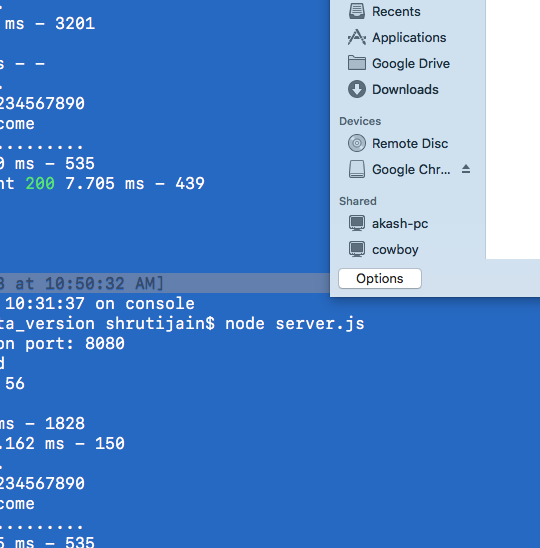 ms – 3201
s – –
.
234567890
come
.........
0 ms – 535
nt 200 7.705 ms – 439
8 at 10:50:32 AM]
10:31:37 on console
ta_version shrutijain$ node server.js
on port: 8080
d
56
ms – 1828
.162 ms – 150
.
234567890
come
.........
5 ms – 535
Recents
Applications
Google Drive
Downloads
Devices
Remote Disc
Google Chr...
Shared
akash-pc
cowboy
Options